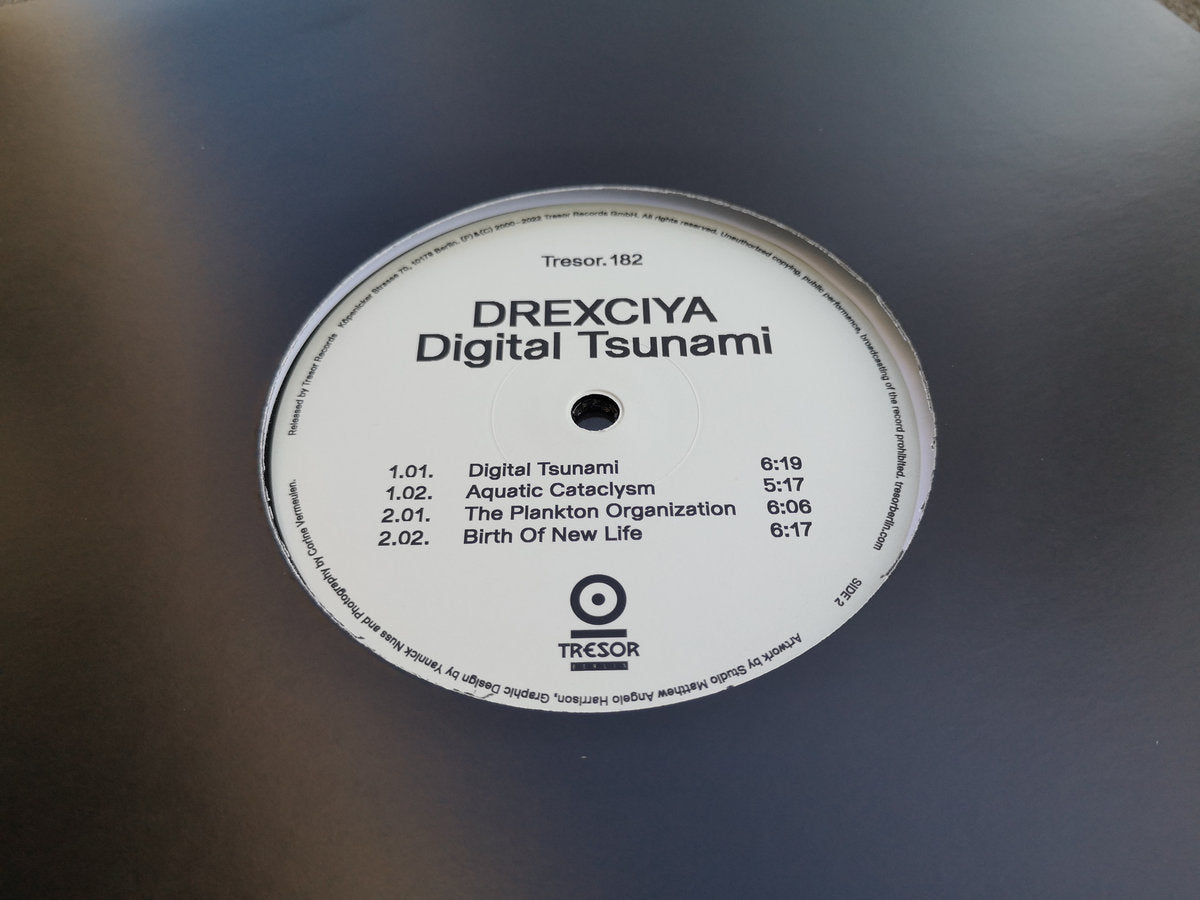 Tresor.182
DREXCIYA
Digital Tsunami
1.01. Digital Tsunami 6:19
1.02. Aquatic Cataclysm 5:17
2.01. The Plankton Organization 6:06
2.02. Birth Of New Life 6:17
TRESOR
BERLIN
Released by Tresor Records Köpenicker Strasse 70, 10179 Berlin. (P)&(C) 2000 - 2022 Tresor Records GmbH. All rights reserved. Unauthorized copying, public performance, broadcasting of the record prohibited. tresorberlin.com
SIDE 2
Artwork by Studio Matthew Angelo Harrison, Graphic Design by Yannick Nuss and Photography by Corine Vermeulen.